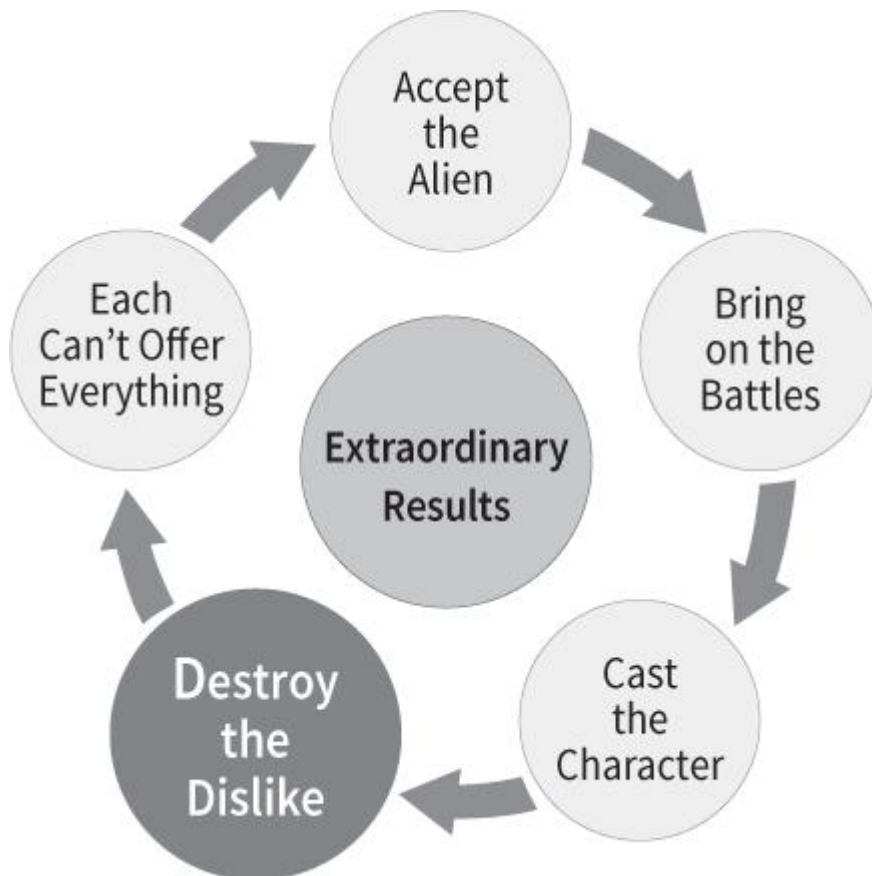 Accept
the
Alien
Bring
on the
Battles
Cast
the
Character
Destroy
the
Dislike
Each
Can’t Offer
Everything
Extraordinary
Results